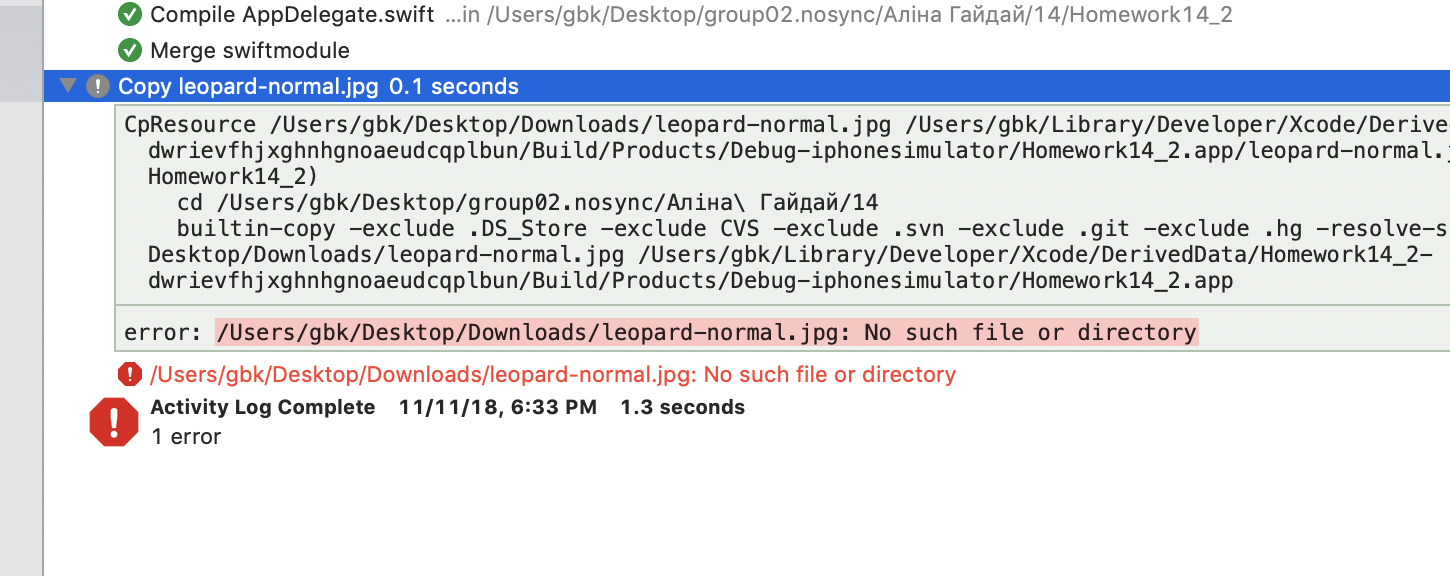 Compile AppDelegate.swift ...in /Users/gbk/Desktop/group02.nosync/Аліна Гайдай/14/Homework14_2
Merge swiftmodule
Copy leopard-normal.jpg 0.1 seconds
CpResource /Users/gbk/Desktop/Downloads/leopard-normal.jpg /Users/gbk/Library/Developer/Xcode/Derive
dwrievfhjxghnhgnoaeudcqplbun/Build/Products/Debug-iphonesimulator/Homework14_2.app/leopard-normal.j
Homework14_2)
cd /Users/gbk/Desktop/group02.nosync/Аліна\ Гайдай/14
builtin-copy -exclude .DS_Store -exclude CVS -exclude .svn -exclude .git -exclude .hg -resolve-s
Desktop/Downloads/leopard-normal.jpg /Users/gbk/Library/Developer/Xcode/DerivedData/Homework14_2-
dwrievfhjxghnhgnoaeudcqplbun/Build/Products/Debug-iphonesimulator/Homework14_2.app
error: /Users/gbk/Desktop/Downloads/leopard-normal.jpg: No such file or directory
/Users/gbk/Desktop/Downloads/leopard-normal.jpg: No such file or directory
Activity Log Complete 11/11/18, 6:33 PM 1.3 seconds
1 error